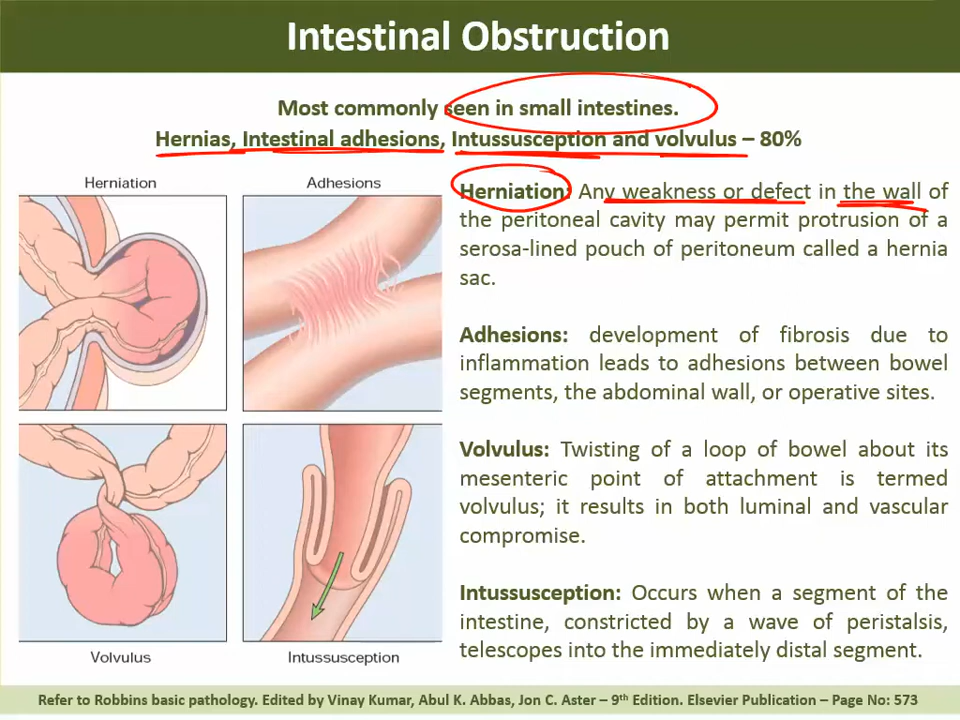 Intestinal Obstruction
Most commonly seen in small intestines.
Hernias, Intestinal adhesions, Intussusception and volvulus – 80%
Herniation
Adhesions
Volvulus
Intussusception
Herniation: Any weakness or defect in the wall of
the peritoneal cavity may permit protrusion of a
serosa-lined pouch of peritoneum called a hernia
sac.
Adhesions: development of fibrosis due to
inflammation leads to adhesions between bowel
segments, the abdominal wall, or operative sites.
Volvulus: Twisting of a loop of bowel about its
mesenteric point of attachment is termed
volvulus; it results in both luminal and vascular
compromise.
Intussusception: Occurs when a segment of the
intestine, constricted by a wave of peristalsis,
telescopes into the immediately distal segment.
Refer to Robbins basic pathology. Edited by Vinay Kumar, Abul K. Abbas, Jon C. Aster – 9th Edition. Elsevier Publication – Page No: 573